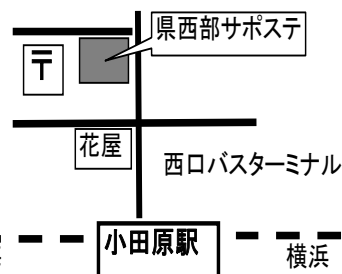 県西部サポステ
〒
花屋
西口バスターミナル
小田原駅
横浜